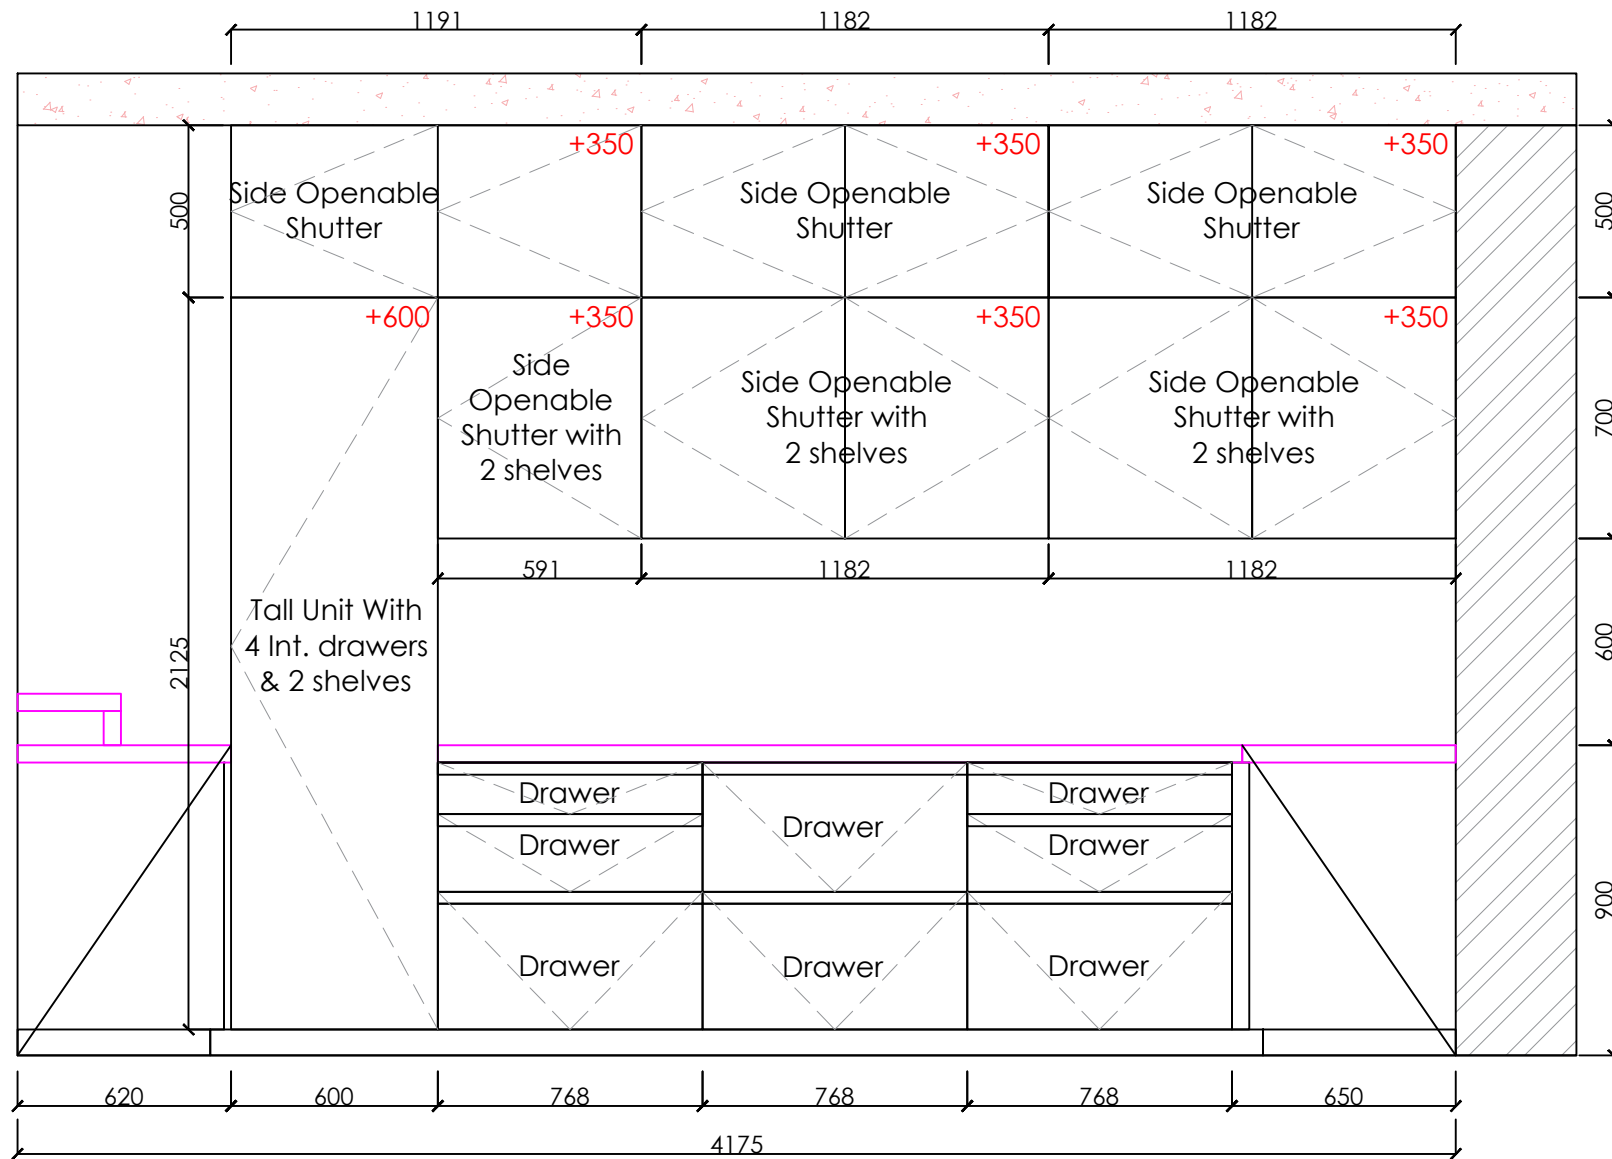 1191
1182
1182
+350
+350
+350
Side Openable
Shutter
Side Openable
Shutter
Side Openable
Shutter
500
500
+600
+350
+350
+350
Side
Openable
Shutter with
2 shelves
Side Openable
Shutter with
2 shelves
Side Openable
Shutter with
2 shelves
700
591
1182
1182
Tall Unit With
4 Int. drawers
& 2 shelves
2125
600
Drawer
Drawer
Drawer
Drawer
Drawer
900
Drawer
Drawer
Drawer
620
600
768
768
768
650
4175